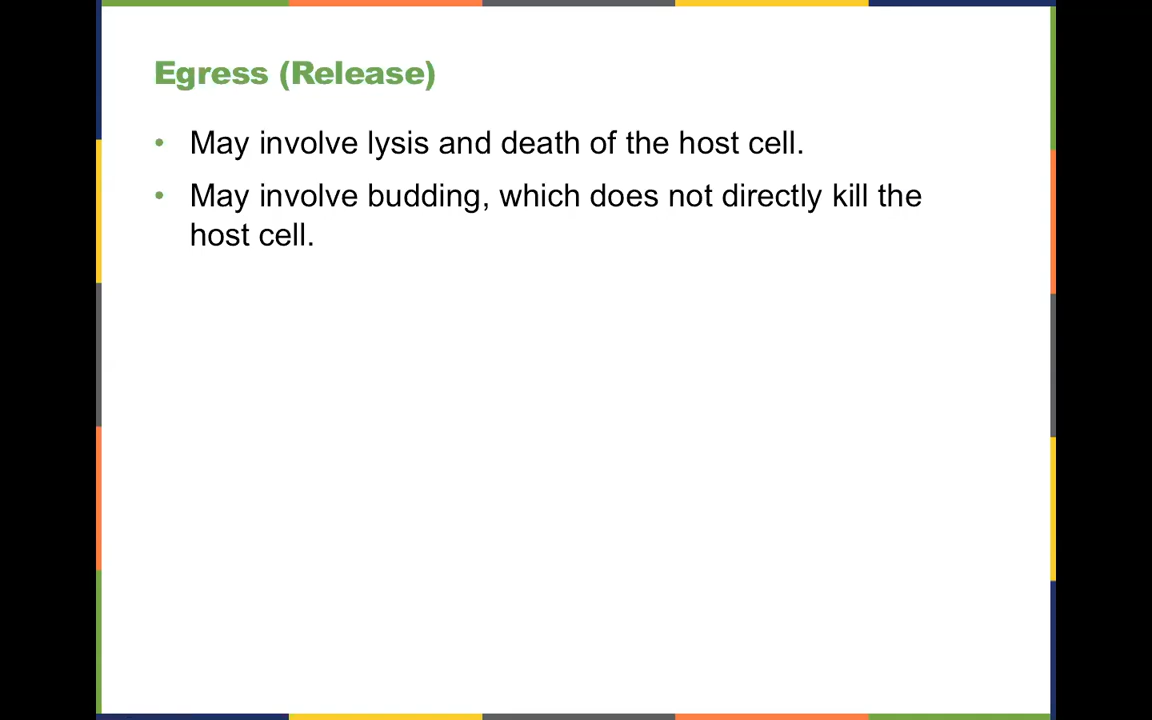 Egress (Release)
• May involve lysis and death of the host cell.
• May involve budding, which does not directly kill the
host cell.